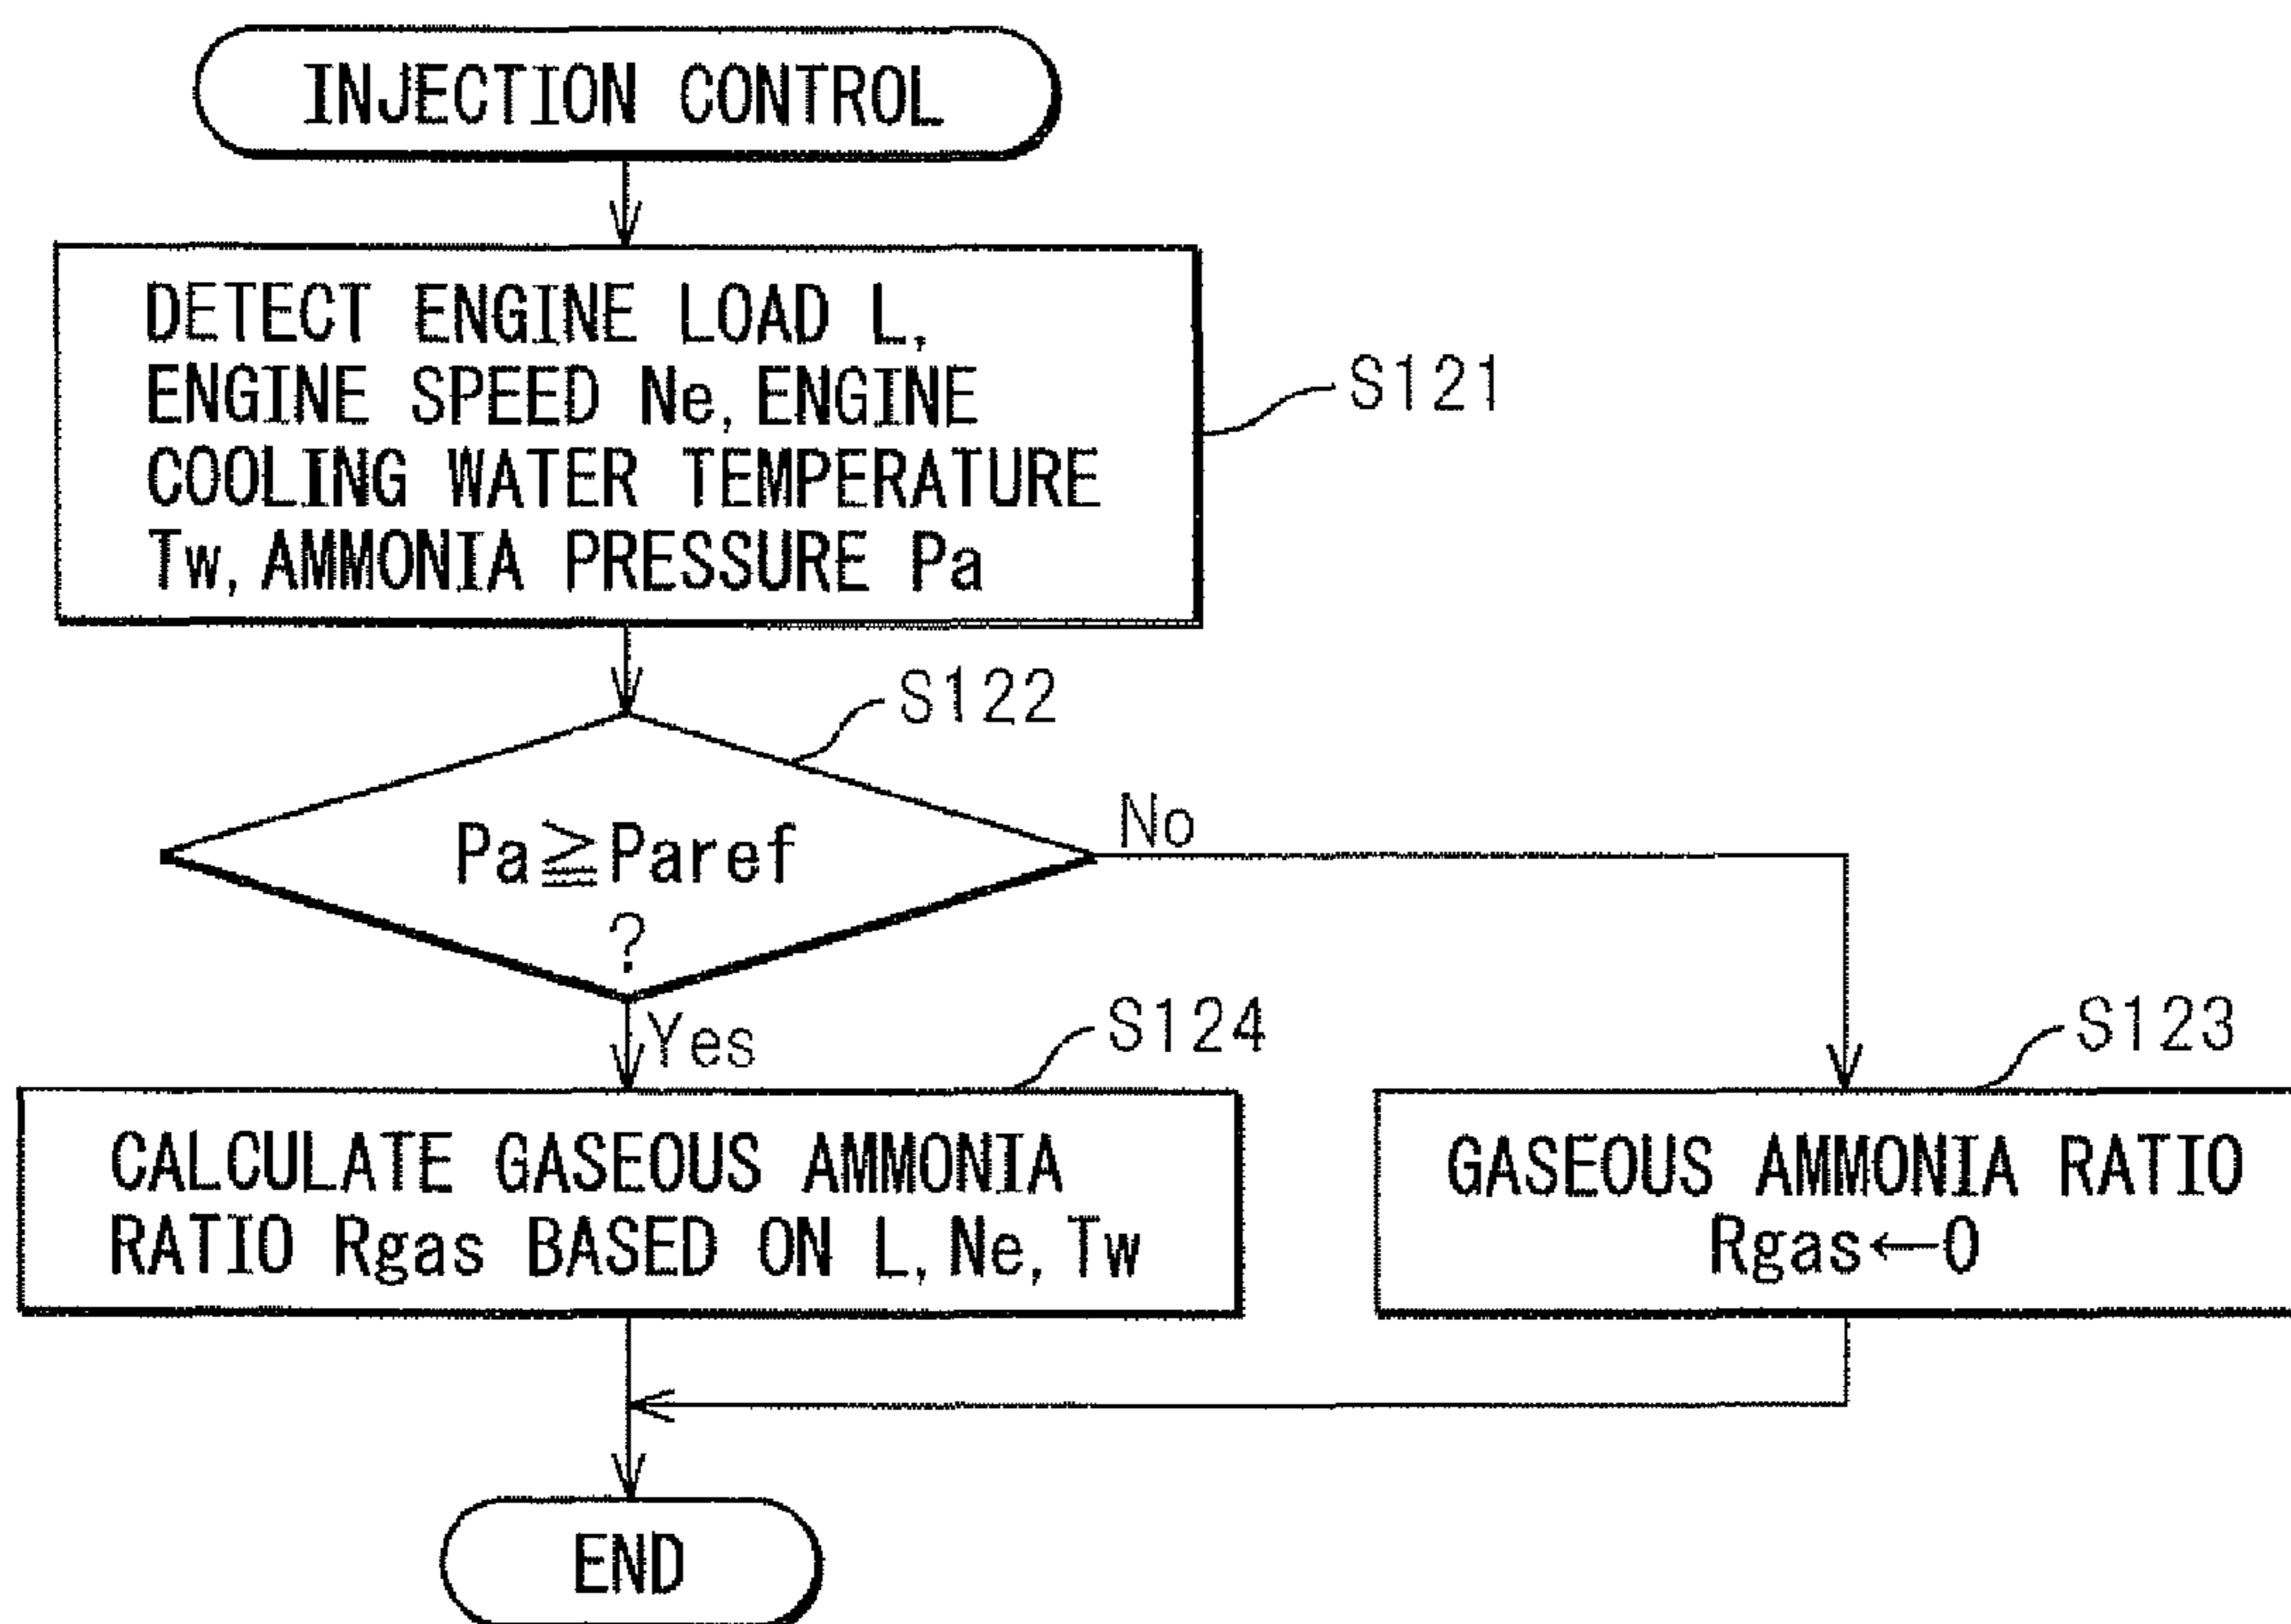 INJECTION CONTROL
DETECT ENGINE LOAD L,
ENGINE SPEED Ne, ENGINE
COOLING WATER TEMPERATURE
Tw, AMMONIA PRESSURE Pa
S121
S122
Pa≧Paref
?
No
Yes
S124
CALCULATE GASEOUS AMMONIA
RATIO Rgas BASED ON L, Ne, Tw
S123
GASEOUS AMMONIA RATIO
Rgas←0
END